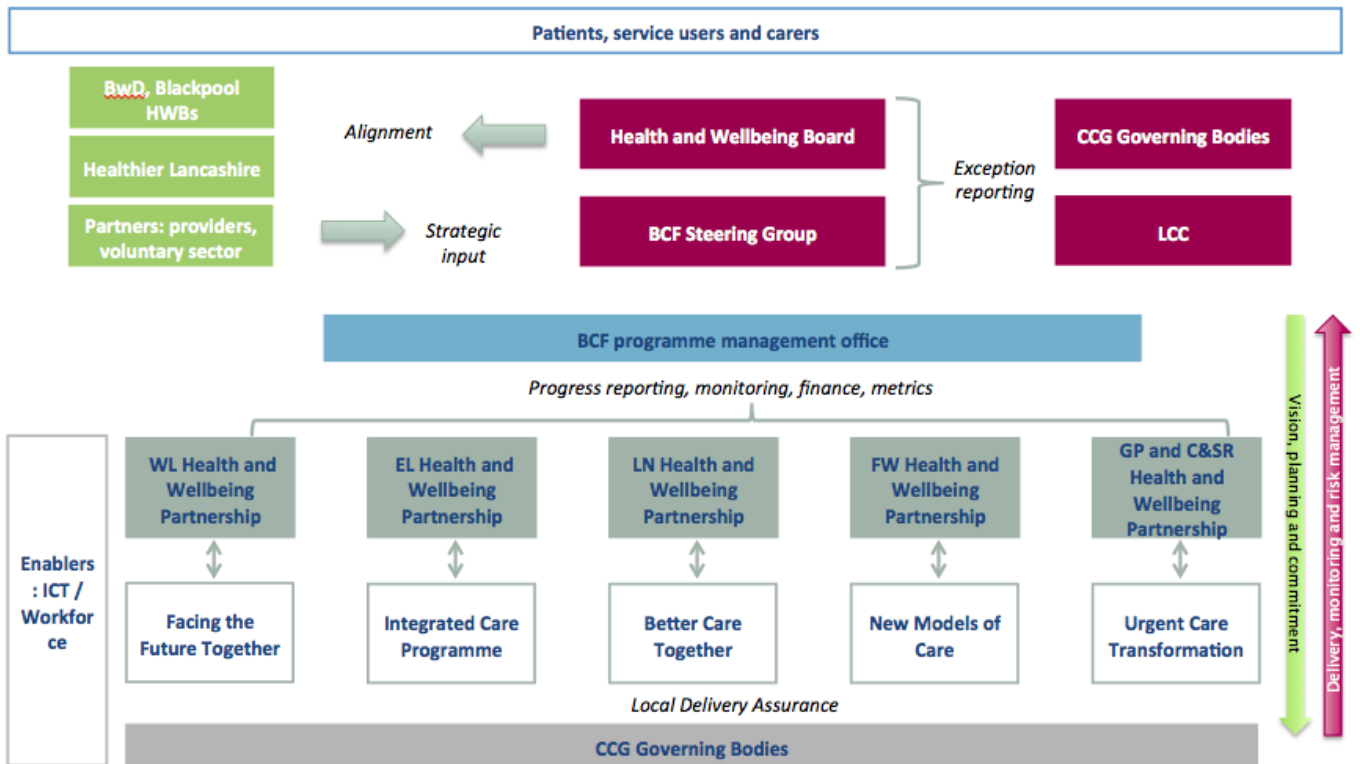 Patients, service users and carers
BwD, Blackpool
HWBs
Healthier Lancashire
Partners: providers,
voluntary sector
Alignment
Strategic
input
Health and Wellbeing Board
BCF Steering Group
Exception
reporting
CCG Governing Bodies
LCC
BCF programme management office
Progress reporting, monitoring, finance, metrics
Enablers
: ICT /
Workfor
ce
WL Health and
Wellbeing
Partnership
EL Health and
Wellbeing
Partnership
LN Health and
Wellbeing
Partnership
FW Health and
Wellbeing
Partnership
GP and C&SR
Health and
Wellbeing
Partnership
Facing the
Future Together
Integrated Care
Programme
Better Care
Together
New Models of
Care
Urgent Care
Transformation
Local Delivery Assurance
CCG Governing Bodies
Vision, planning and commitment
Delivery, monitoring and risk management